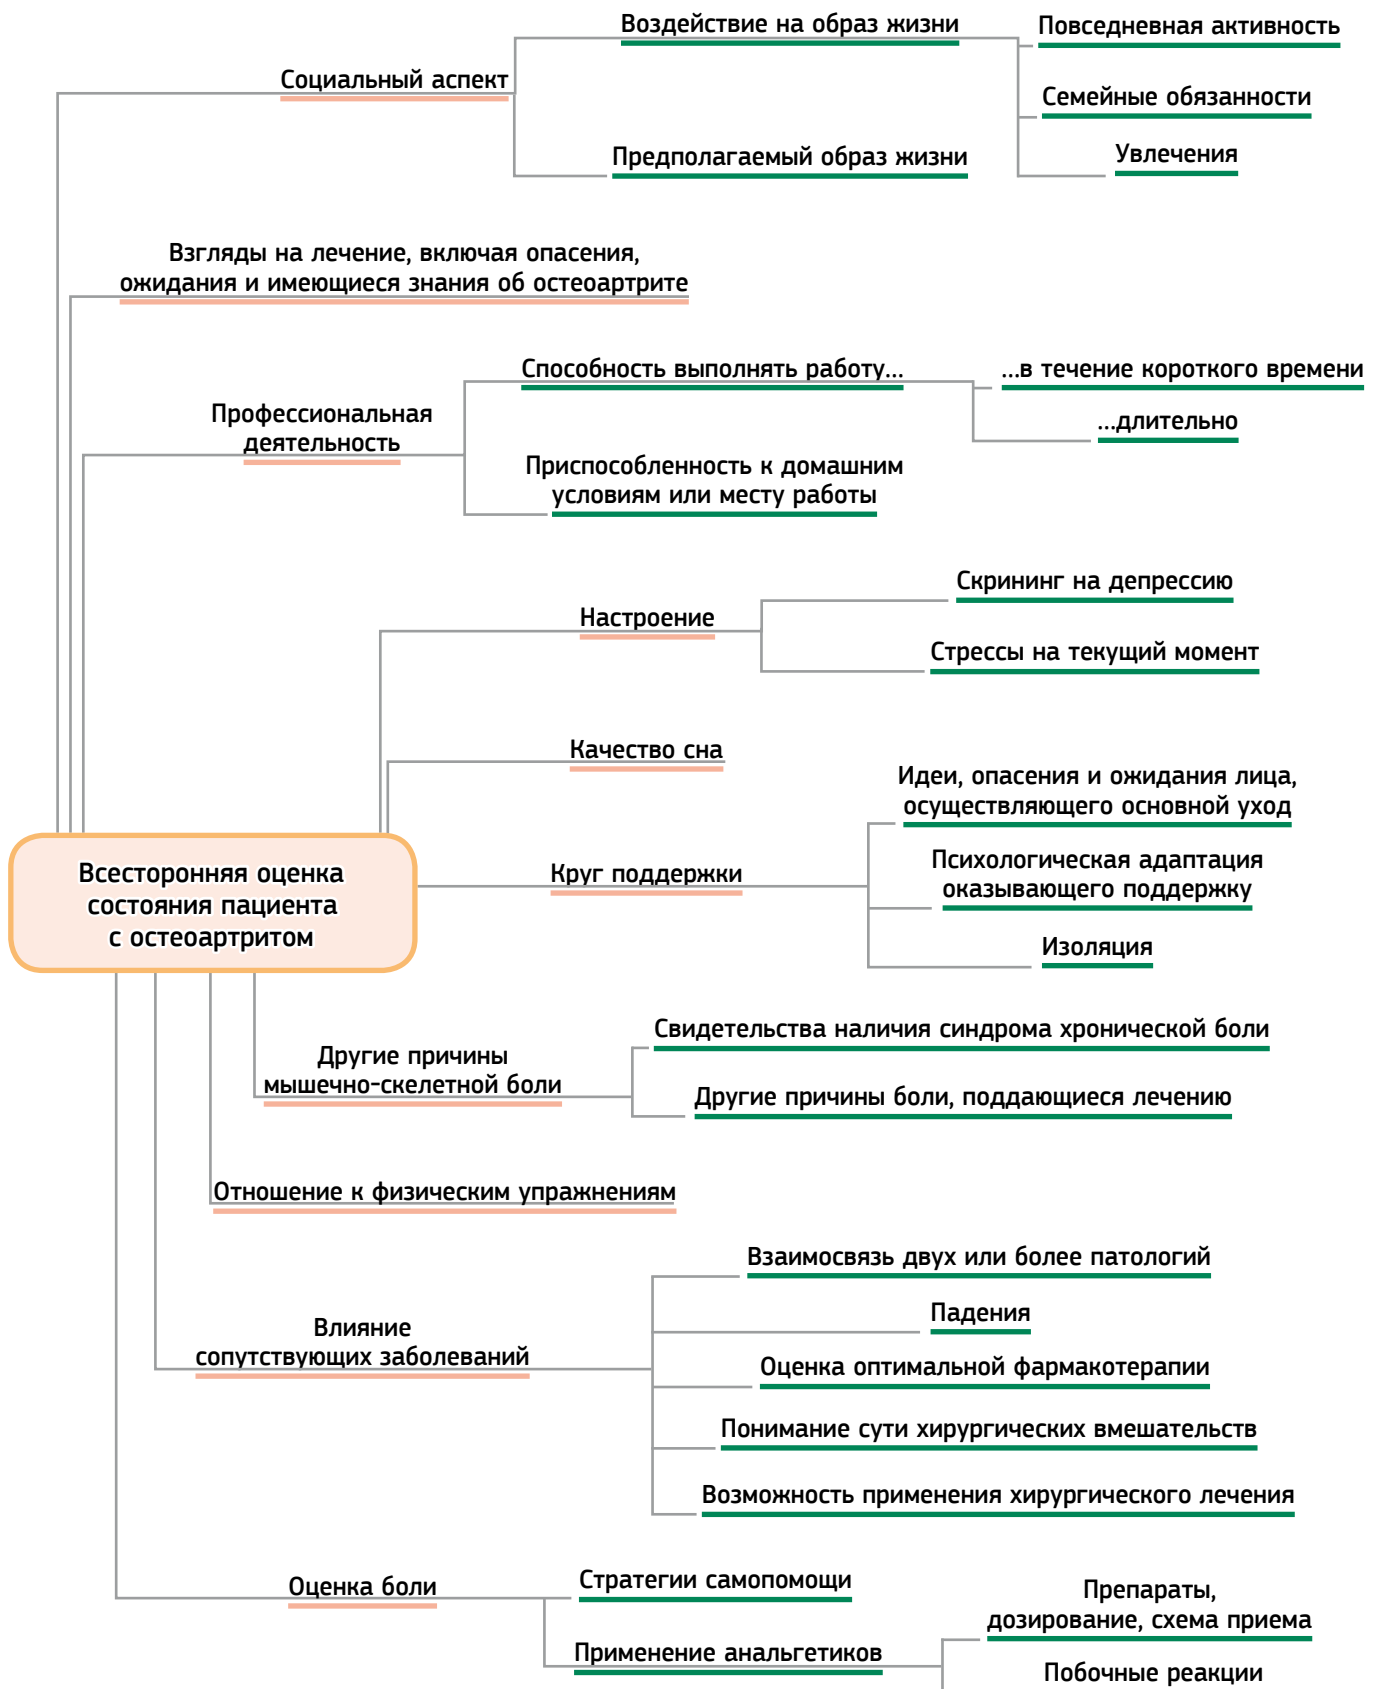 Воздействие на образ жизни
Повседневная активность
Социальный аспект
Семейные обязанности
Предполагаемый образ жизни
Увлечения
Взгляды на лечение, включая опасения,
ожидания и имеющиеся знания об остеоартрите
Способность выполнять работу...
...в течение короткого времени
Профессиональная
деятельность
...длительно
Приспособленность к домашним
условиям или месту работы
Скрининг на депрессию
Настроение
Стрессы на текущий момент
Качество сна
Идеи, опасения и ожидания лица,
осуществляющего основной уход
Всесторонняя оценка
состояния пациента
с остеоартритом
Круг поддержки
Психологическая адаптация
оказывающего поддержку
Изоляция
Свидетельства наличия синдрома хронической боли
Другие причины
мышечно-скелетной боли
Другие причины боли, поддающиеся лечению
Отношение к физическим упражнениям
Взаимосвязь двух или более патологий
Падения
Влияние
сопутствующих заболеваний
Оценка оптимальной фармакотерапии
Понимание сути хирургических вмешательств
Возможность применения хирургического лечения
Оценка боли
Стратегии самопомощи
Препараты,
дозирование, схема приема
Применение анальгетиков
Побочные реакции